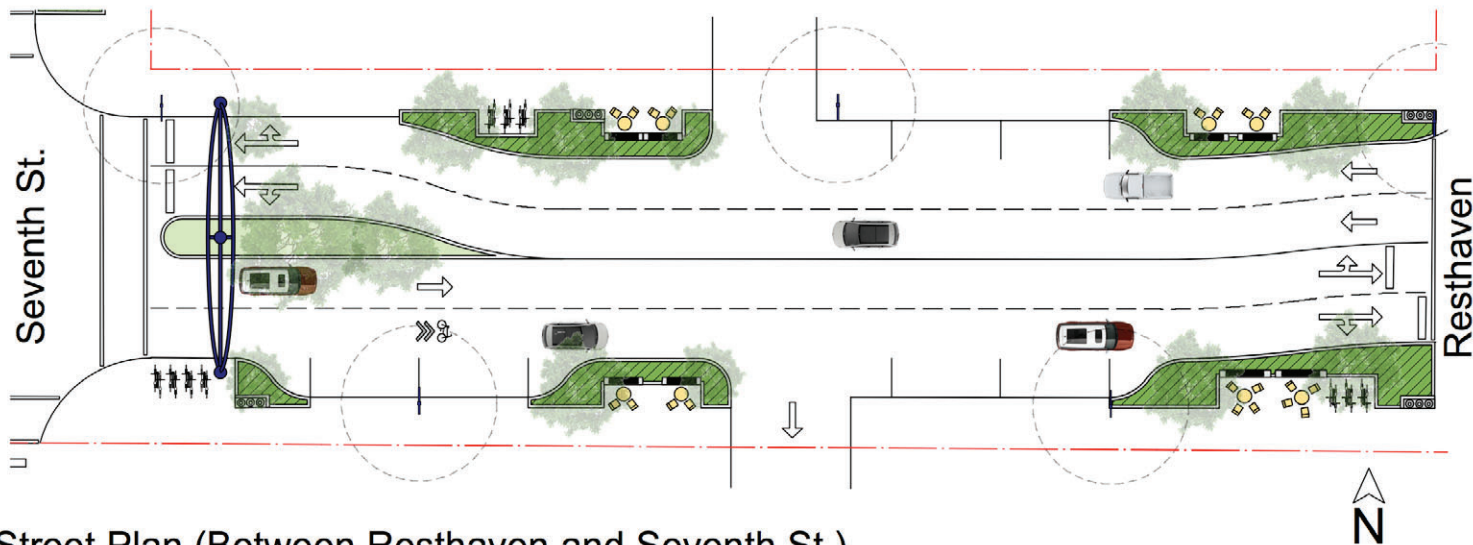 Seventh St.
Resthaven
N
Street Plan (Between Resthaven and Seventh St.)